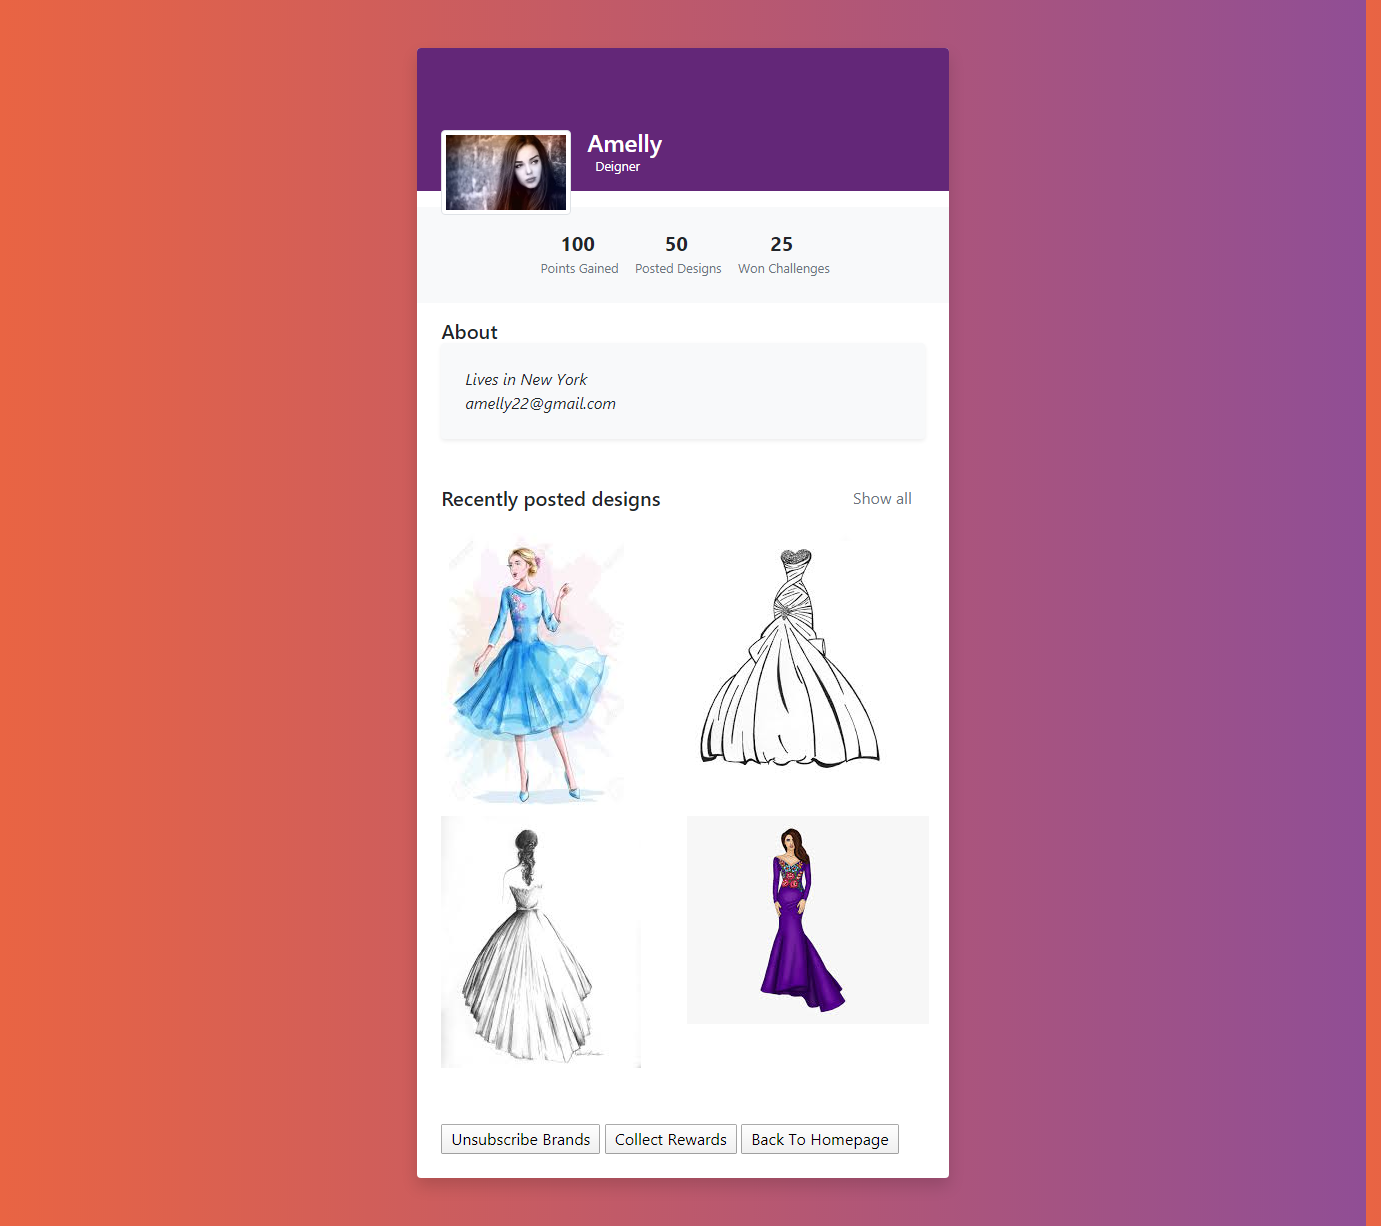 Amelly
Deigner
100 50 25
Points Gained Posted Designs Won Challenges
About
Lives in New York
amelly22@gmail.com
Recently posted designs Show all
Unsubscribe Brands Collect Rewards Back To Homepage